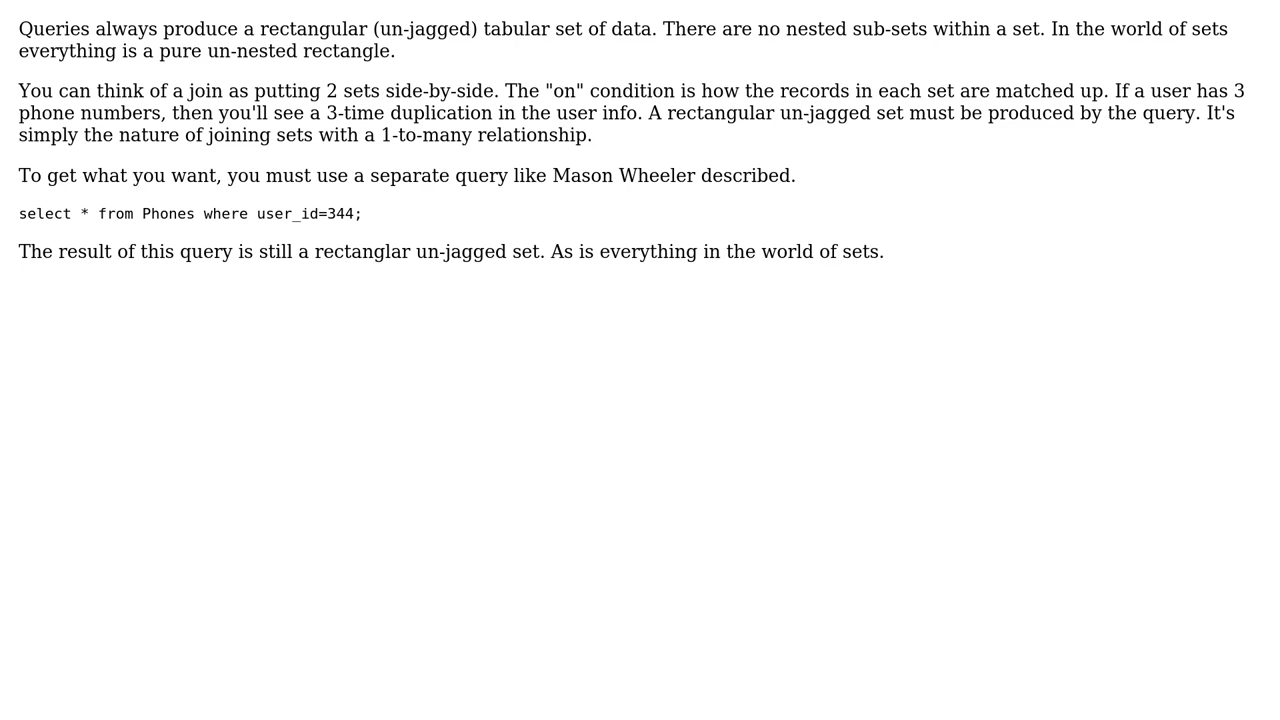 Queries always produce a rectangular (un-jagged) tabular set of data. There are no nested sub-sets within a set. In the world of sets
everything is a pure un-nested rectangle.
You can think of a join as putting 2 sets side-by-side. The "on" condition is how the records in each set are matched up. If a user has 3
phone numbers, then you'll see a 3-time duplication in the user info. A rectangular un-jagged set must be produced by the query. It's
simply the nature of joining sets with a 1-to-many relationship.
To get what you want, you must use a separate query like Mason Wheeler described.
select * from Phones where user_id=344;
The result of this query is still a rectanglar un-jagged set. As is everything in the world of sets.